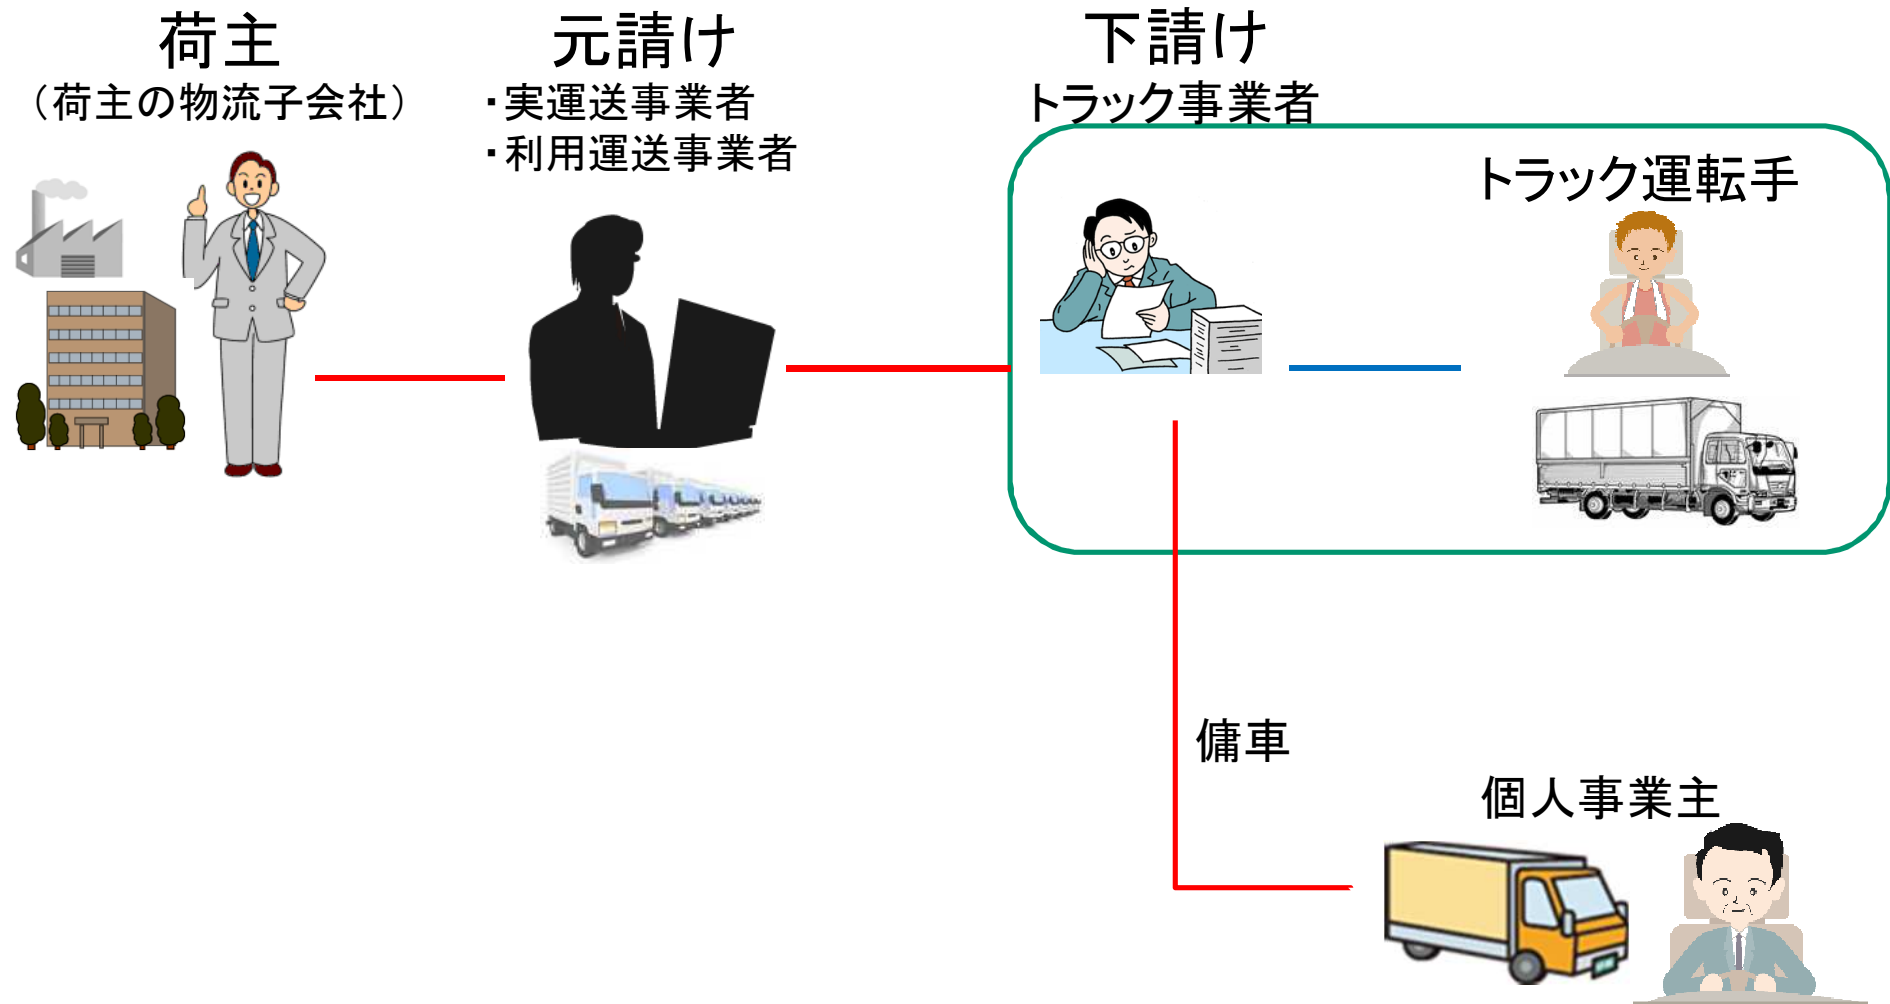 荷主
（荷主の物流子会社）
元請け
・実運送事業者
・利用運送事業者
下請け
トラック事業者
トラック運転手
傭車
個人事業主